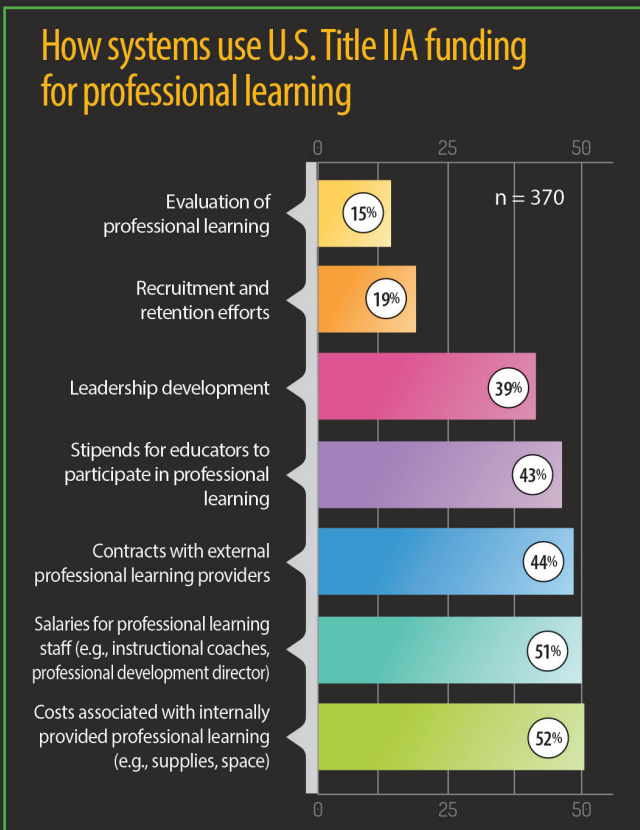 How systems use U.S. Title IIA funding
for professional learning
0 25 50
n = 370
Evaluation of
professional learning
15%
Recruitment and
retention efforts
19%
Leadership development
39%
Stipends for educators to
participate in professional
learning
43%
Contracts with external
professional learning providers
44%
Salaries for professional learning
staff (e.g., instructional coaches,
professional development director)
51%
Costs associated with internally
provided professional learning
(e.g., supplies, space)
52%
0 25 50